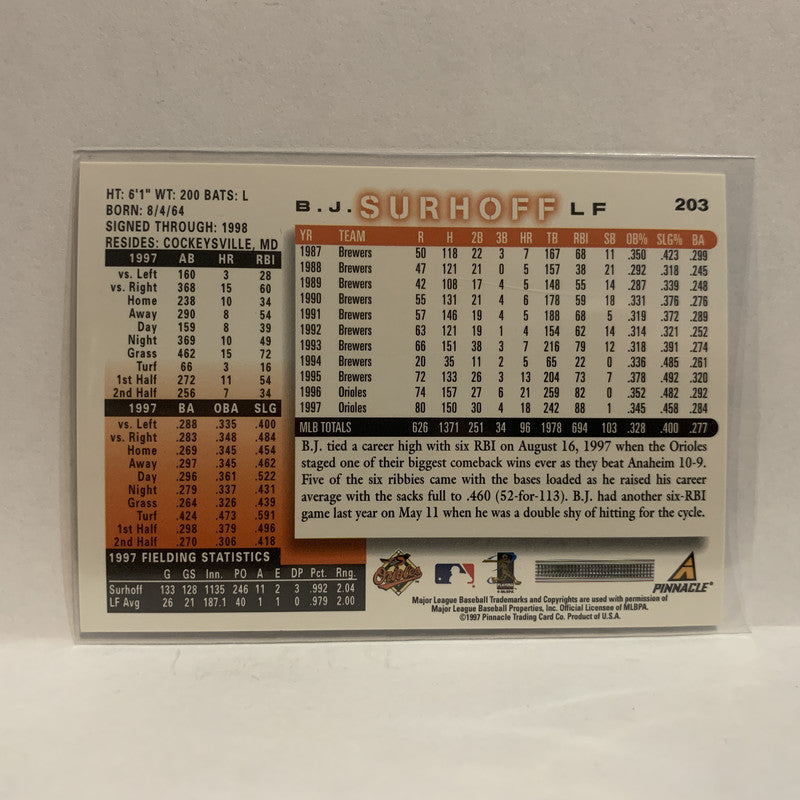 HT: 6'1" WT: 200 BATS: L
BORN: 8/4/64
SIGNED THROUGH: 1998
RESIDES: COCKEYSVILLE, MD
1997 AB HR RBI
vs. Left 160 3 28
vs. Right 368 15 60
Home 238 10 34
Away 290 8 54
Day 159 8 39
Night 369 10 49
Grass 462 15 72
Turf 66 3 16
1st Half 272 11 54
2nd Half 256 7 34
1997 BA OBA SLG
vs. Left .288 .335 .400
vs. Right .283 .348 .484
Home .269 .345 .454
Away .297 .345 .462
Day .296 .361 .522
Night .279 .337 .431
Grass .264 .326 .439
Turf .424 .473 .591
1st Half .298 .379 .496
2nd Half .270 .306 .418
1997 FIELDING STATISTICS
G GS Inn. PO A E DP Pct. Rng.
Surhoff 133 128 1135 246 11 2 3 .992 2.04
LF Avg 26 21 187.1 40 1 1 0 .979 2.00
B.J. SURHOFF LF 203
YR TEAM R H 2B 3B HR TB RBI SB OB% SLG% BA
1987 Brewers 50 118 22 3 7 167 68 11 .350 .423 .299
1988 Brewers 47 121 21 0 5 157 38 21 .292 .318 .245
1989 Brewers 42 108 17 4 5 148 55 14 .287 .339 .248
1990 Brewers 55 131 21 4 6 178 59 18 .331 .376 .276
1991 Brewers 57 146 19 4 5 188 68 5 .319 .372 .289
1992 Brewers 63 121 19 1 4 154 62 14 .314 .321 .252
1993 Brewers 66 151 38 3 7 216 79 12 .318 .391 .274
1994 Brewers 20 35 11 2 5 65 22 0 .336 .485 .261
1995 Brewers 72 133 26 3 13 204 73 7 .378 .492 .320
1996 Orioles 74 157 27 6 21 259 82 0 .352 .482 .292
1997 Orioles 80 150 30 4 18 242 88 1 .345 .458 .284
MLB TOTALS 626 1371 251 34 96 1978 694 103 .328 .400 .277
B.J. tied a career high with six RBI on August 16, 1997 when the Orioles
staged one of their biggest comeback wins ever as they beat Anaheim 10-9.
Five of the six ribbies came with the bases loaded as he raised his career
average with the sacks full to .460 (52-for-113). B.J. had another six-RBI
game last year on May 11 when he was a double shy of hitting for the cycle.
Orioles
PINNACLE
Major League Baseball Trademarks and Copyrights are used with permission of
Major League Baseball Properties, Inc. Official Licensee of MLBPA.
©1997 Pinnacle Trading Card Co. Product of U.S.A.